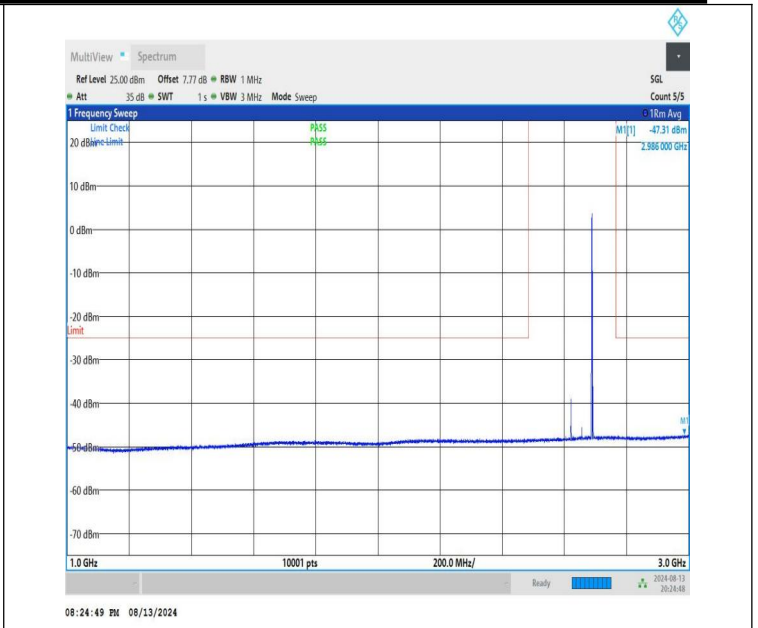 R S
MultiView Spectrum
Ref Level 25.00 dBm Offset 7.77 dB RBW 1 MHz SGL
Att 35 dB SWT 1 s VBW 3 MHz Mode Sweep Count 5/5
1 Frequency Sweep 1Rm Avg
Limit Check PASS M1[1] -47.31 dBm
20 dBm Line Limit PASS 2.986 000 GHz
10 dBm
0 dBm
-10 dBm
-20 dBm
Limit
-30 dBm
-40 dBm
M1
-50 dBm
-60 dBm
-70 dBm
1.0 GHz 10001 pts 200.0 MHz/ 3.0 GHz
Ready 2024-08-13
20:24:48
08:24:49 PM 08/13/2024